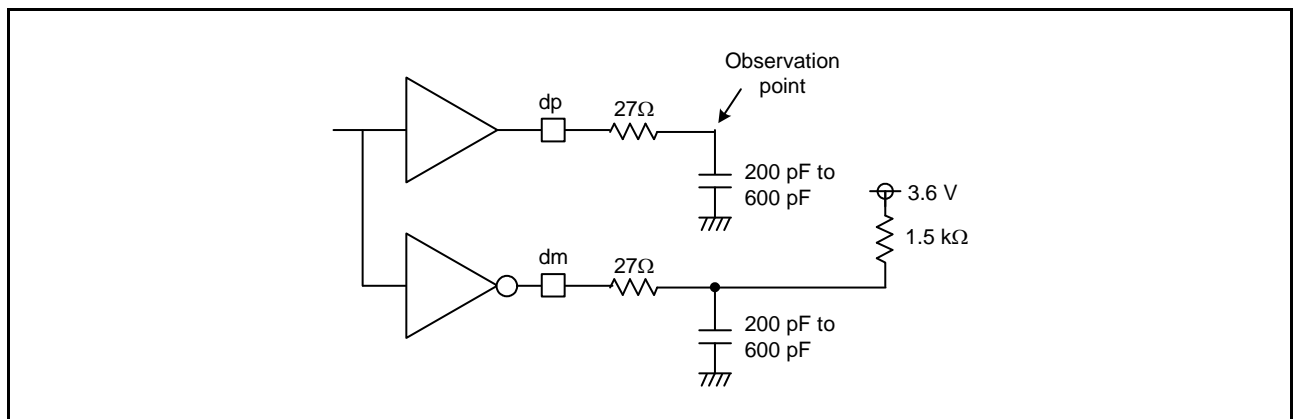 Observation
point
dp
27Ω
200 pF to
600 pF
3.6 V
1.5 kΩ
dm
27Ω
200 pF to
600 pF